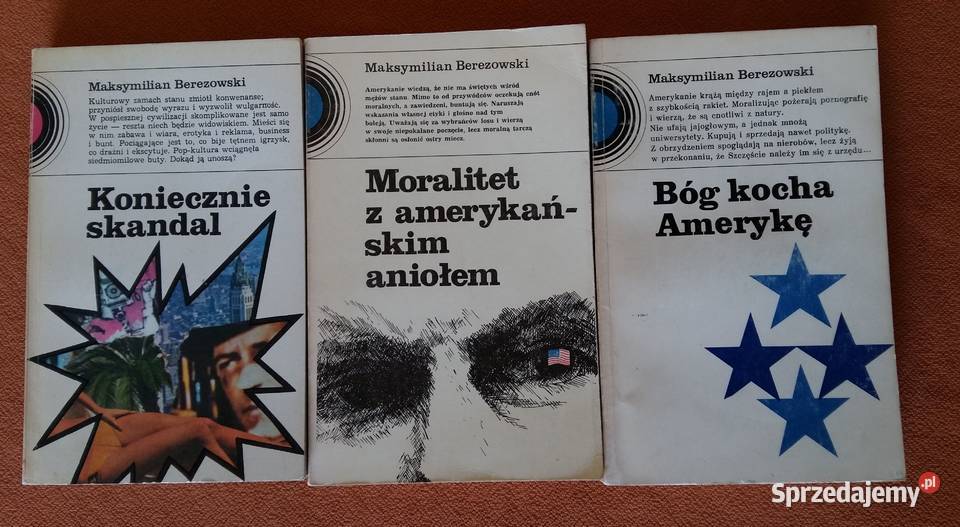 Maksymilian Berezowski
Kulturowy zamach stanu zmiótł konwenanse;
przyniósł swobodę wyrazu i wyzwolił wulgarność.
W pospiesznej cywilizacji skomplikowane jest samo
życie — reszta niech będzie widowiskiem. Mieści się
w nim zabawa i wiara, erotyka i reklama, business
i bunt. Pociągające jest to, co bije tętnem igrzysk,
co drażni i ekscytuje. Pop-kultura wciągnęła
siedmiomilowe buty. Dokąd ją unoszą?
Koniecznie
skandal
Maksymilian Berezowski
Amerykanie wiedzą, że nie ma świętych wśród
mężów stanu. Mimo to od przywódców oczekują cnót
moralnych, a zawiedzeni, buntają się. Naruszają
wskazania własnej etyki i głośno nad tym
boleją. Uważają się za wybrańców losu i wierzą
w swoje niepokalane poczęcie, lecz moralną tarczą
skłonni są osłonić ostry miecz.
Moralitet
z amerykań-
skim
aniołem
Maksymilian Berezowski
Amerykanie krążą między rajem a piekłem
z szybkością rakiet. Moralizując pożerają pornografię
i wierzą, że są cnotliwi z natury.
Nie ufają jajogłowym, a jednak mnożą
uniwersytety. Kupują i sprzedają nawet politykę.
Z obrzydzeniem spoglądają na nierobów, lecz żyją
w przekonaniu, że Szczęście należy im się z urzędu...
Bóg kocha
Amerykę
Sprzedajemy.pl